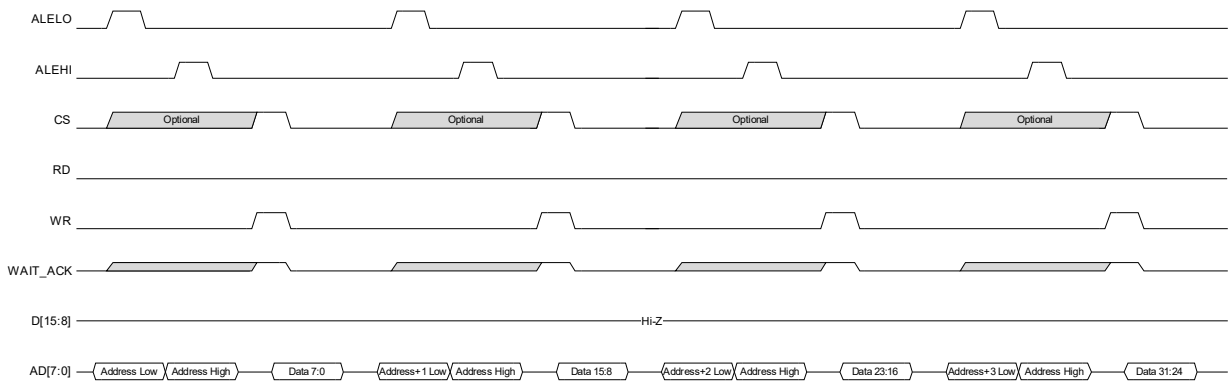 ALELO
ALEHI
CS Optional Optional Optional Optional
RD
WR
WAIT_ACK
D[15:8] Hi-Z
AD[7:0] Address Low Address High Data 7:0 Address+1 Low Address High Data 15:8 Address+2 Low Address High Data 23:16 Address+3 Low Address High Data 31:24